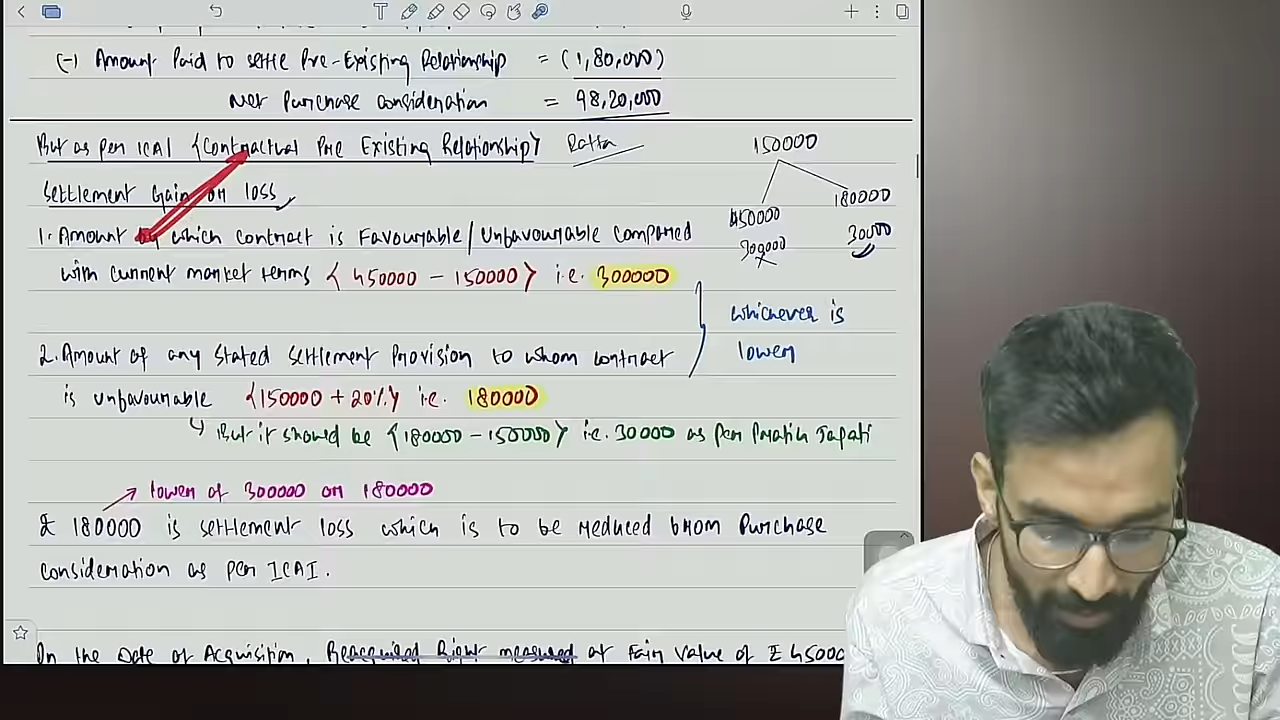 (-) Amount Paid to settle Pre-Existing Relationship = (1,80,000)
Net Purchase consideration = 98,20,000
But as per ICAI {Contractual Pre Existing Relationship} Ratta
Settlement Gain or loss
1. Amount by which contract is Favourable/Unfavourable compared
with current market terms {450000 - 150000} i.e. 300000
2. Amount of any stated settlement Provision to whom contract
is unfavourable {150000 + 20%} i.e. 180000
whichever is
lower
But it should be {180000 - 150000} i.e. 30000 as per Pratik Jagati
lower of 300000 or 180000
₹ 180000 is settlement loss which is to be reduced from Purchase
consideration as per ICAI.
On the Date of Acquisition, Reacquired Right measured at Fair value of ₹ 45000
150000
450000 180000
300000 30000